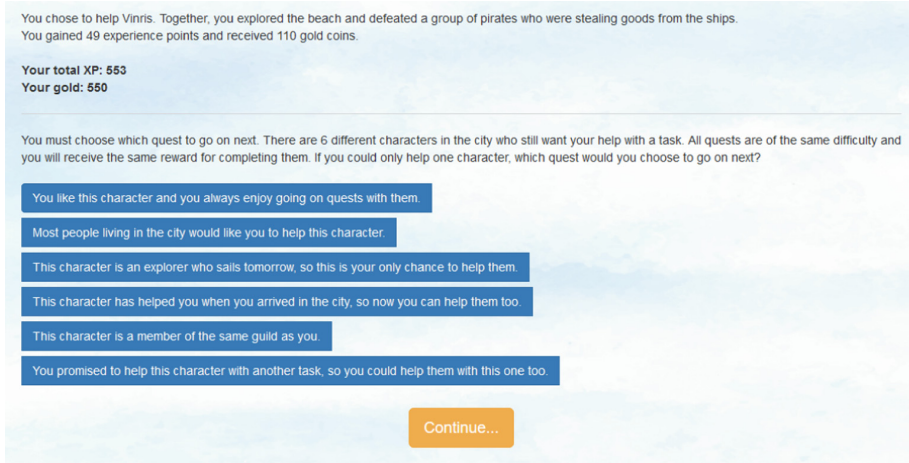 You chose to help Vinris. Together, you explored the beach and defeated a group of pirates who were stealing goods from the ships.
You gained 49 experience points and received 110 gold coins.
Your total XP: 553
Your gold: 550
You must choose which quest to go on next. There are 6 different characters in the city who still want your help with a task. All quests are of the same difficulty and
you will receive the same reward for completing them. If you could only help one character, which quest would you choose to go on next?
You like this character and you always enjoy going on quests with them.
Most people living in the city would like you to help this character.
This character is an explorer who sails tomorrow, so this is your only chance to help them.
This character has helped you when you arrived in the city, so now you can help them too.
This character is a member of the same guild as you.
You promised to help this character with another task, so you could help them with this one too.
Continue...